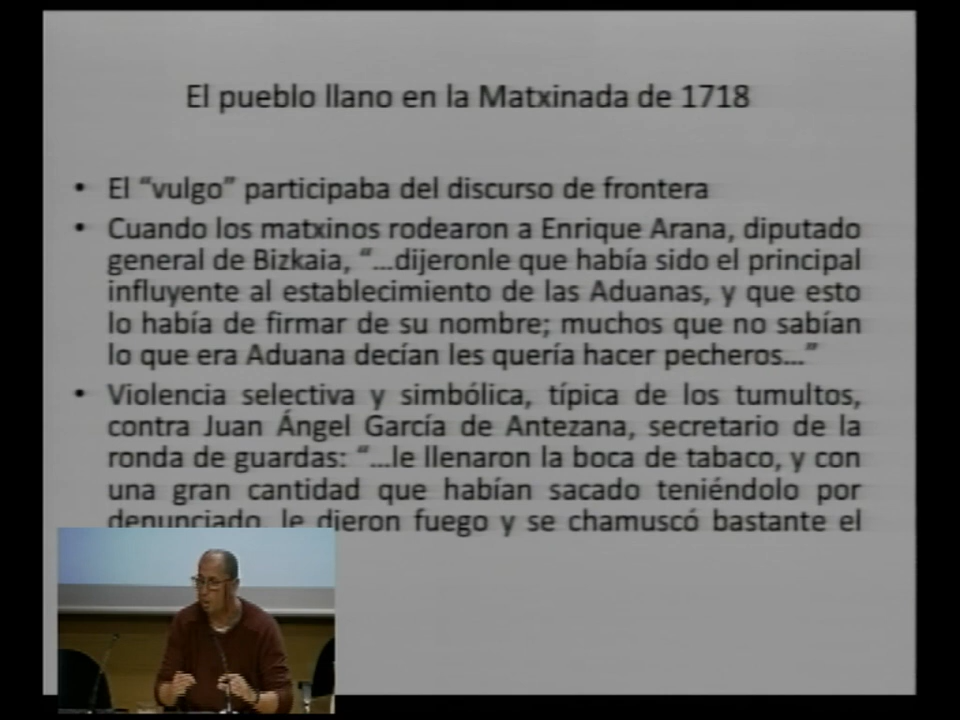 El pueblo llano en la Matxinada de 1718
• El “vulgo” participaba del discurso de frontera
• Cuando los matxinos rodearon a Enrique Arana, diputado
general de Bizkaia, “…dijeronle que había sido el principal
influyente al establecimiento de las Aduanas, y que esto
lo había de firmar de su nombre; muchos que no sabían
lo que era Aduana decían les quería hacer pecheros…”
• Violencia selectiva y simbólica, típica de los tumultos,
contra Juan Ángel García de Antezana, secretario de la
ronda de guardas: “…le llenaron la boca de tabaco, y con
una gran cantidad que habían sacado teniéndolo por
denunciado, le dieron fuego y se chamuscó bastante el